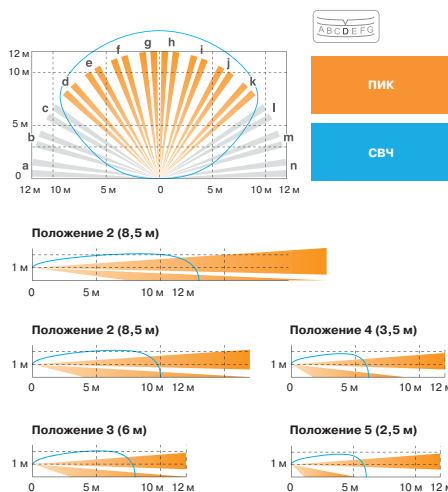 ABCDEFG
g h
f i
12 м e j
10 м d k
c l
5 м b m
a n
0
12 м 10 м 5 м 0 5 м 10 м 12 м
ПИК
СВЧ
Положение 2 (8,5 м)
1 м
0 5 м 10 м 12 м
Положение 2 (8,5 м)
1 м
0 5 м 10 м 12 м
Положение 4 (3,5 м)
1 м
0 5 м 10 м 12
Положение 3 (6 м)
1 м
0 5 м 10 м 12 м
Положение 5 (2,5 м)
1 м
0 5 м 10 м 12